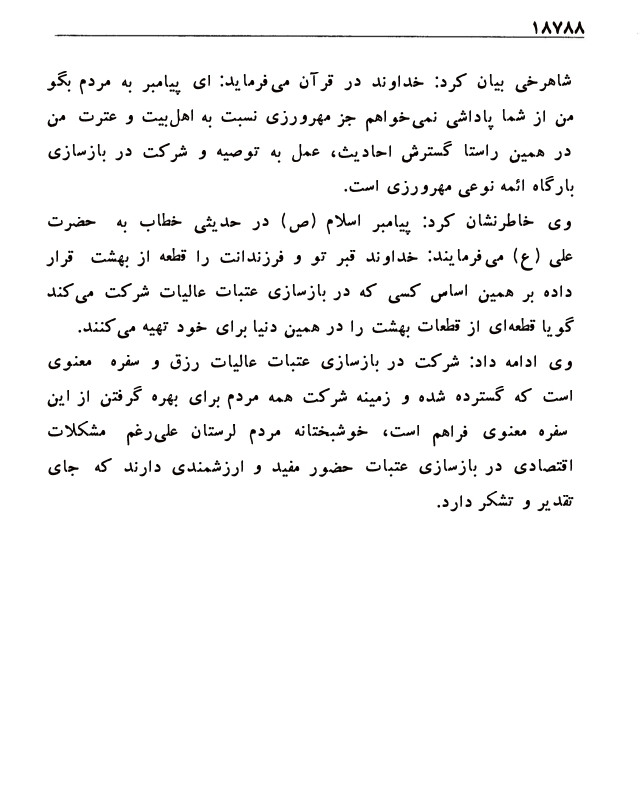 ۱۸۷۸۸
شاهرخی بیان کرد: خداوند در قرآن می‌فرماید: ای پیامبر به مردم بگو
من از شما پاداشی نمی‌خواهم جز مهرورزی نسبت به اهل‌بیت و عترت من
در همین راستا گسترش احادیث، عمل به توصیه و شرکت در بازسازی
بارگاه ائمه نوعی مهرورزی است.
وی خاطرنشان کرد: پیامبر اسلام (ص) در حدیثی خطاب به حضرت
علی (ع) می‌فرمایند: خداوند قبر تو و فرزندانت را قطعه از بهشت قرار
داده بر همین اساس کسی که در بازسازی عتبات عالیات شرکت می‌کند
گویا قطعه‌ای از قطعات بهشت را در همین دنیا برای خود تهیه می‌کنند.
وی ادامه داد: شرکت در بازسازی عتبات عالیات رزق و سفره معنوی
است که گسترده شده و زمینه شرکت همه مردم برای بهره گرفتن از این
سفره معنوی فراهم است، خوشبختانه مردم لرستان علی‌رغم مشکلات
اقتصادی در بازسازی عتبات حضور مفید و ارزشمندی دارند که جای
تقدیر و تشکر دارد.